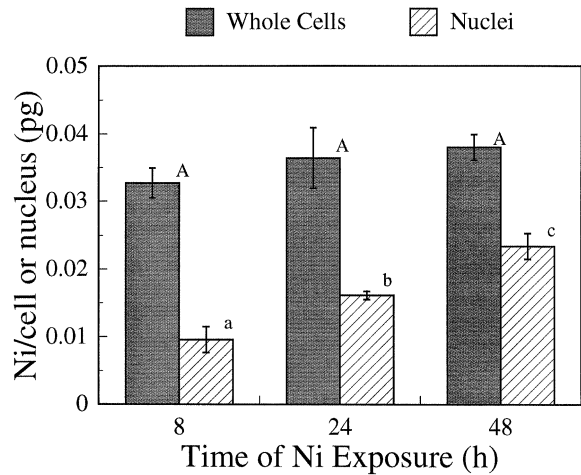 Whole Cells Nuclei
Ni/cell or nucleus (pg)
0.05
0.04
0.03
0.02
0.01
0
A
A
A
a
b
c
8 24 48
Time of Ni Exposure (h)